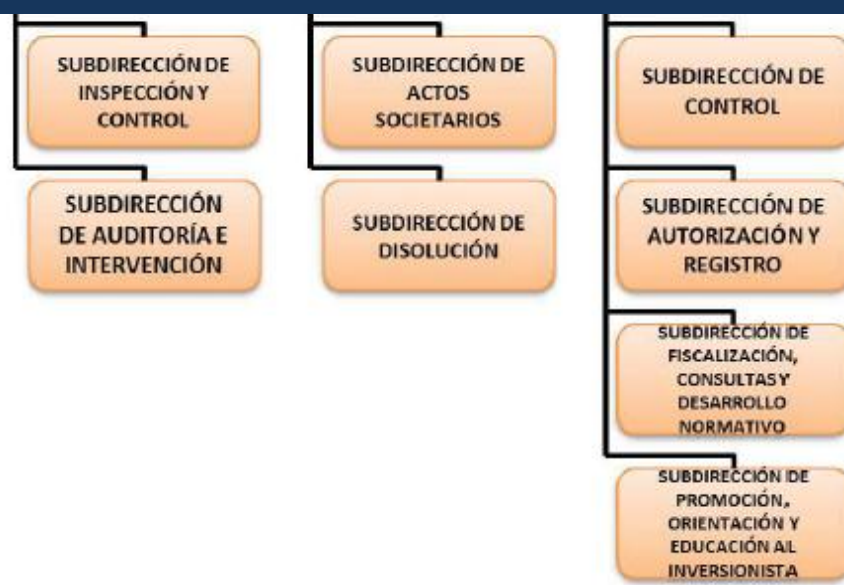 SUBDIRECCIÓN DE
INSPECCIÓN Y
CONTROL
SUBDIRECCIÓN
DE AUDITORÍA E
INTERVENCIÓN
SUBDIRECCIÓN DE
ACTOS
SOCIETARIOS
SUBDIRECCIÓN DE
DISOLUCIÓN
SUBDIRECCIÓN DE
CONTROL
SUBDIRECCIÓN DE
AUTORIZACIÓN Y
REGISTRO
SUBDIRECCIÓN DE
FISCALIZACIÓN,
CONSULTAS Y
DESARROLLO
NORMATIVO
SUBDIRECCIÓN DE
PROMOCIÓN,
ORIENTACIÓN Y
EDUCACIÓN AL
INVERSIONISTA